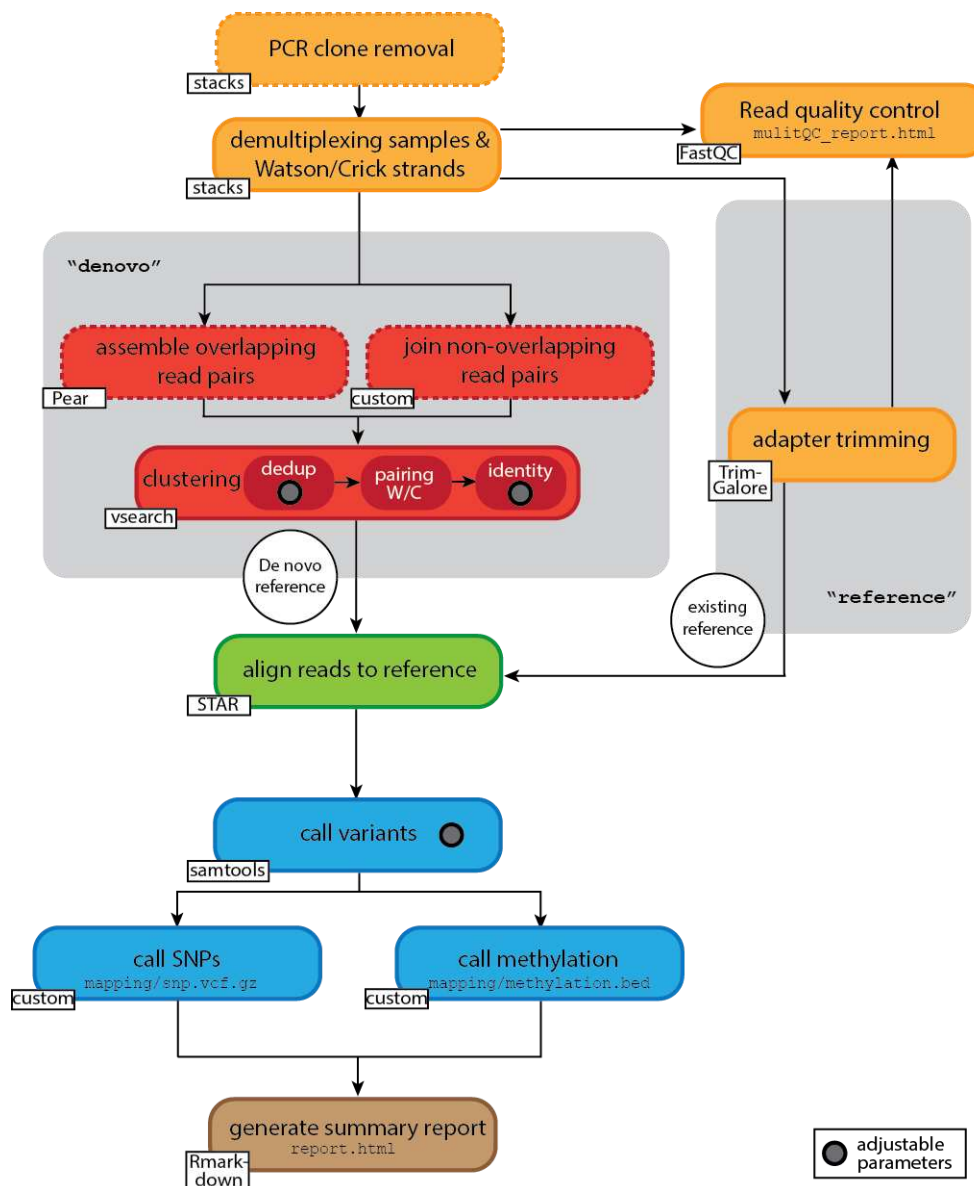 PCR clone removal
stacks
demultiplexing samples &
Watson/Crick strands
stacks
Read quality control
mulitQC_report.html
FastQC
"denovo"
assemble overlapping
read pairs
Pear
join non-overlapping
read pairs
custom
clustering
dedup
pairing
W/C
identity
vsearch
adapter trimming
Trim-
Galore
"reference"
De novo
reference
existing
reference
align reads to reference
STAR
call variants
samtools
call SNPs
mapping/snp.vcf.gz
custom
call methylation
mapping/methylation.bed
custom
generate summary report
report.html
Rmark-
down
adjustable
parameters